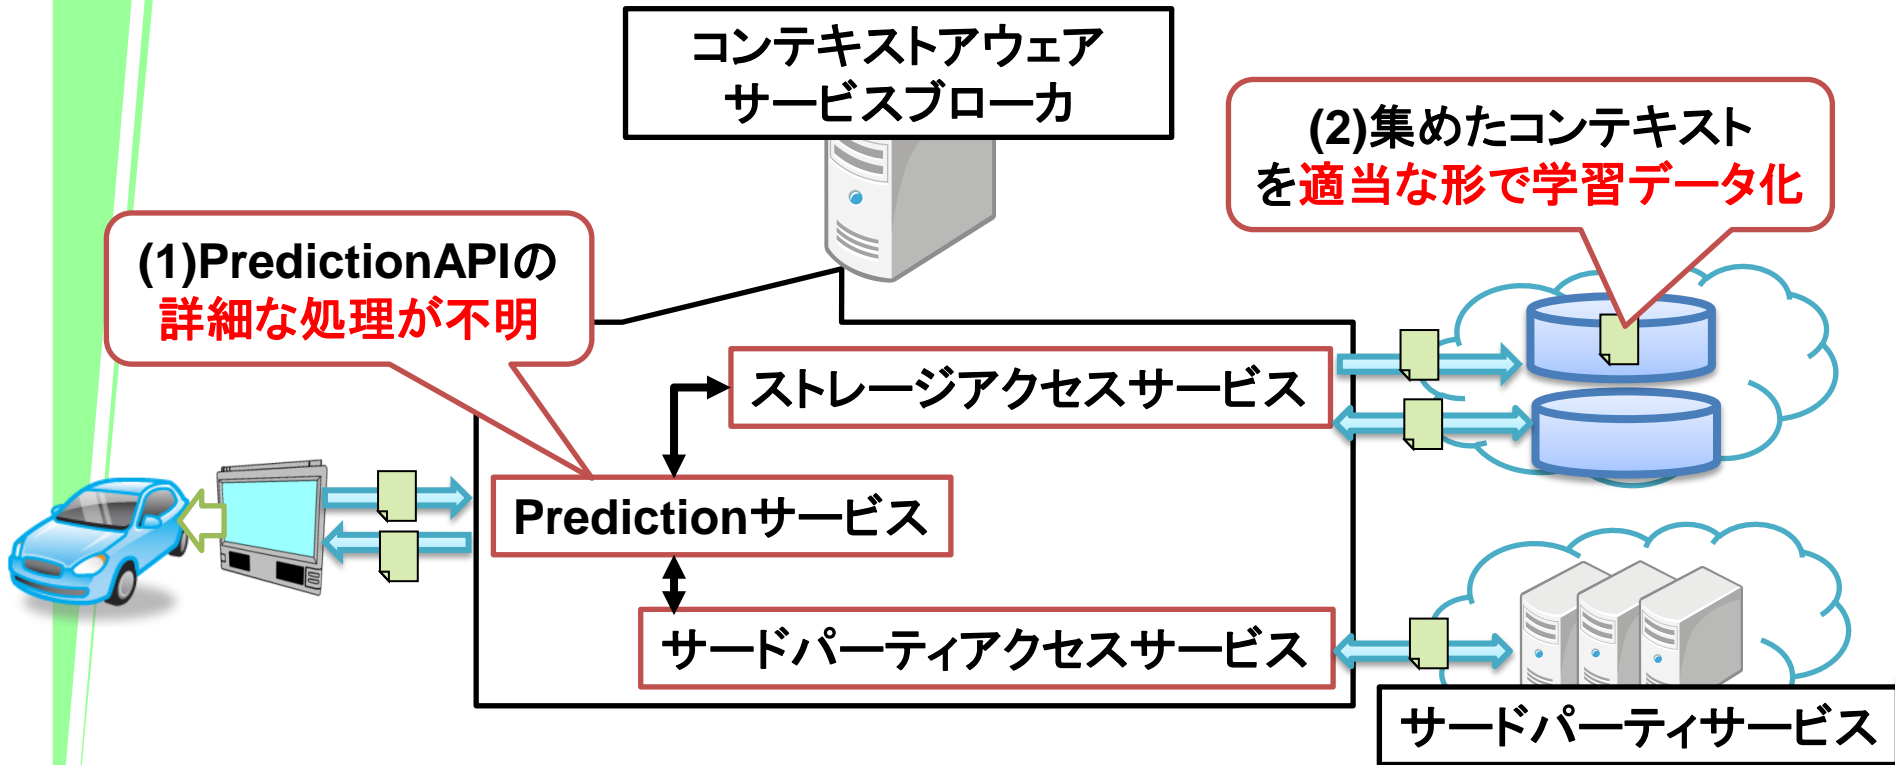 コンテキストアウェア
サービスブローカ
(2)集めたコンテキスト
を適当な形で学習データ化
(1)PredictionAPIの
詳細な処理が不明
ストレージアクセスサービス
Predictionサービス
サードパーティアクセスサービス
サードパーティサービス